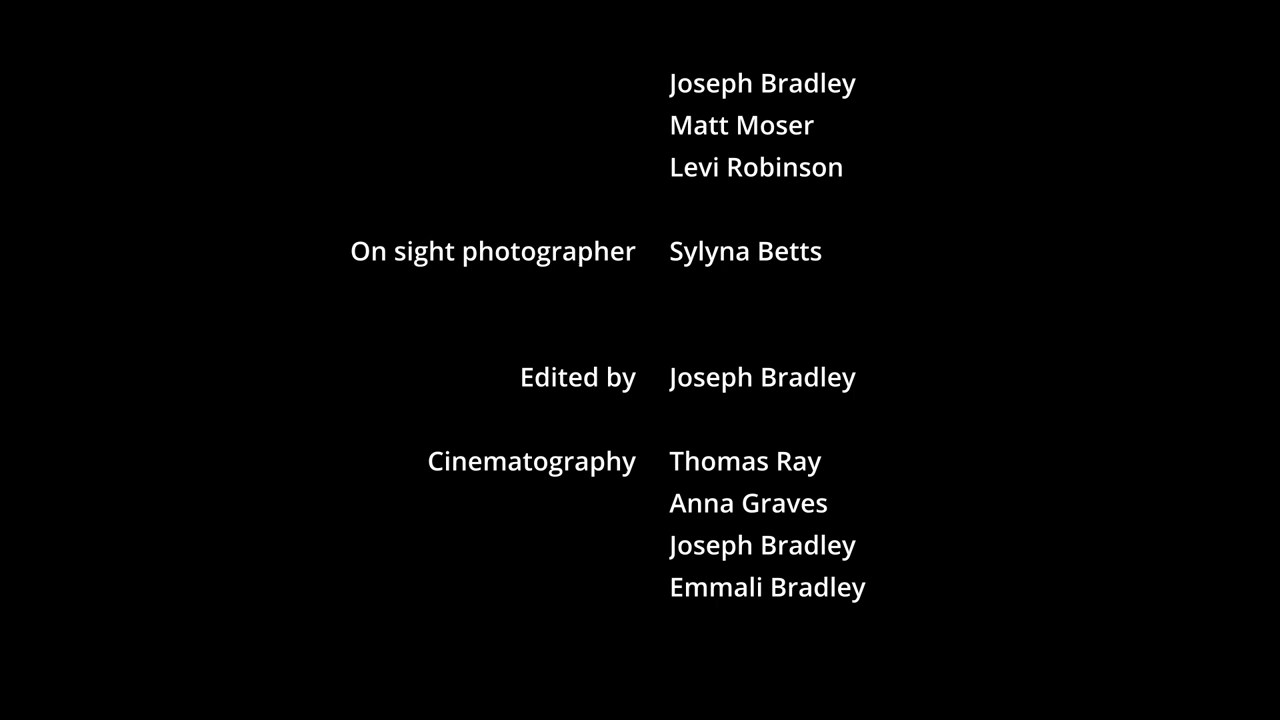 Joseph Bradley
Matt Moser
Levi Robinson
On sight photographer Sylyna Betts
Edited by Joseph Bradley
Cinematography Thomas Ray
Anna Graves
Joseph Bradley
Emmali Bradley